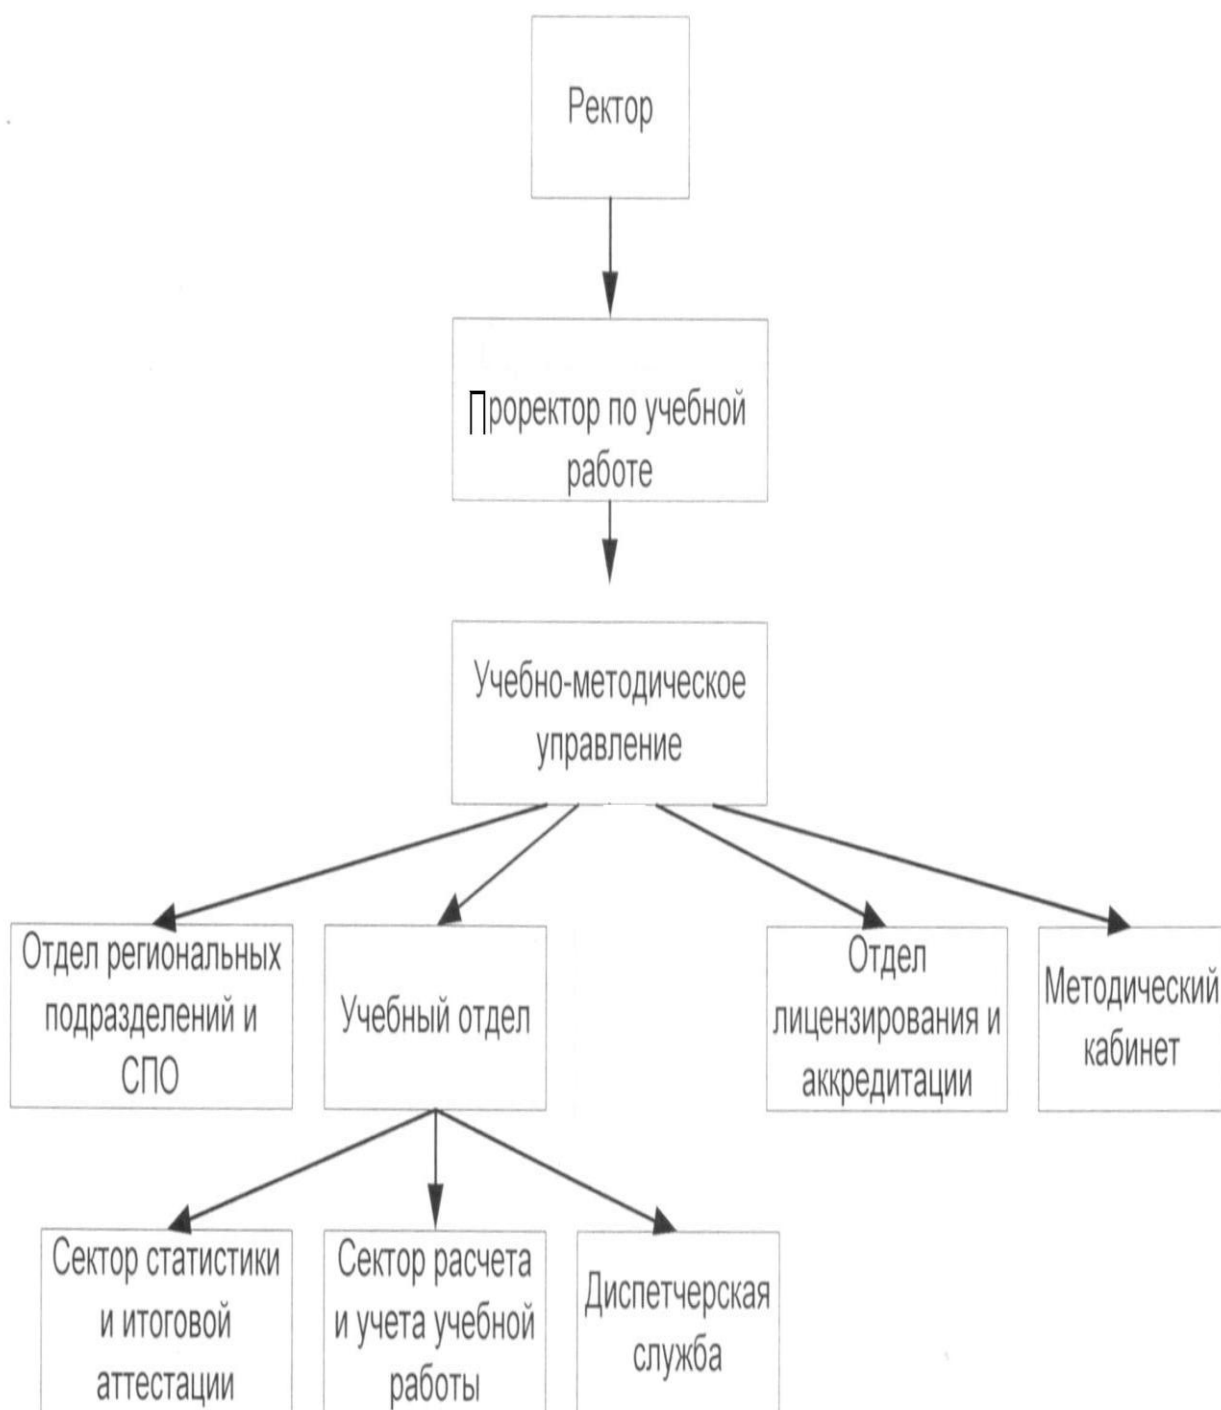 Ректор
Проректор по учебной
работе
Учебно-методическое
управление
Отдел региональных
подразделений и
СПО
Учебный отдел
Отдел
лицензирования и
аккредитации
Методический
кабинет
Сектор статистики
и итоговой
аттестации
Сектор расчета
и учета учебной
работы
Диспетчерская
служба